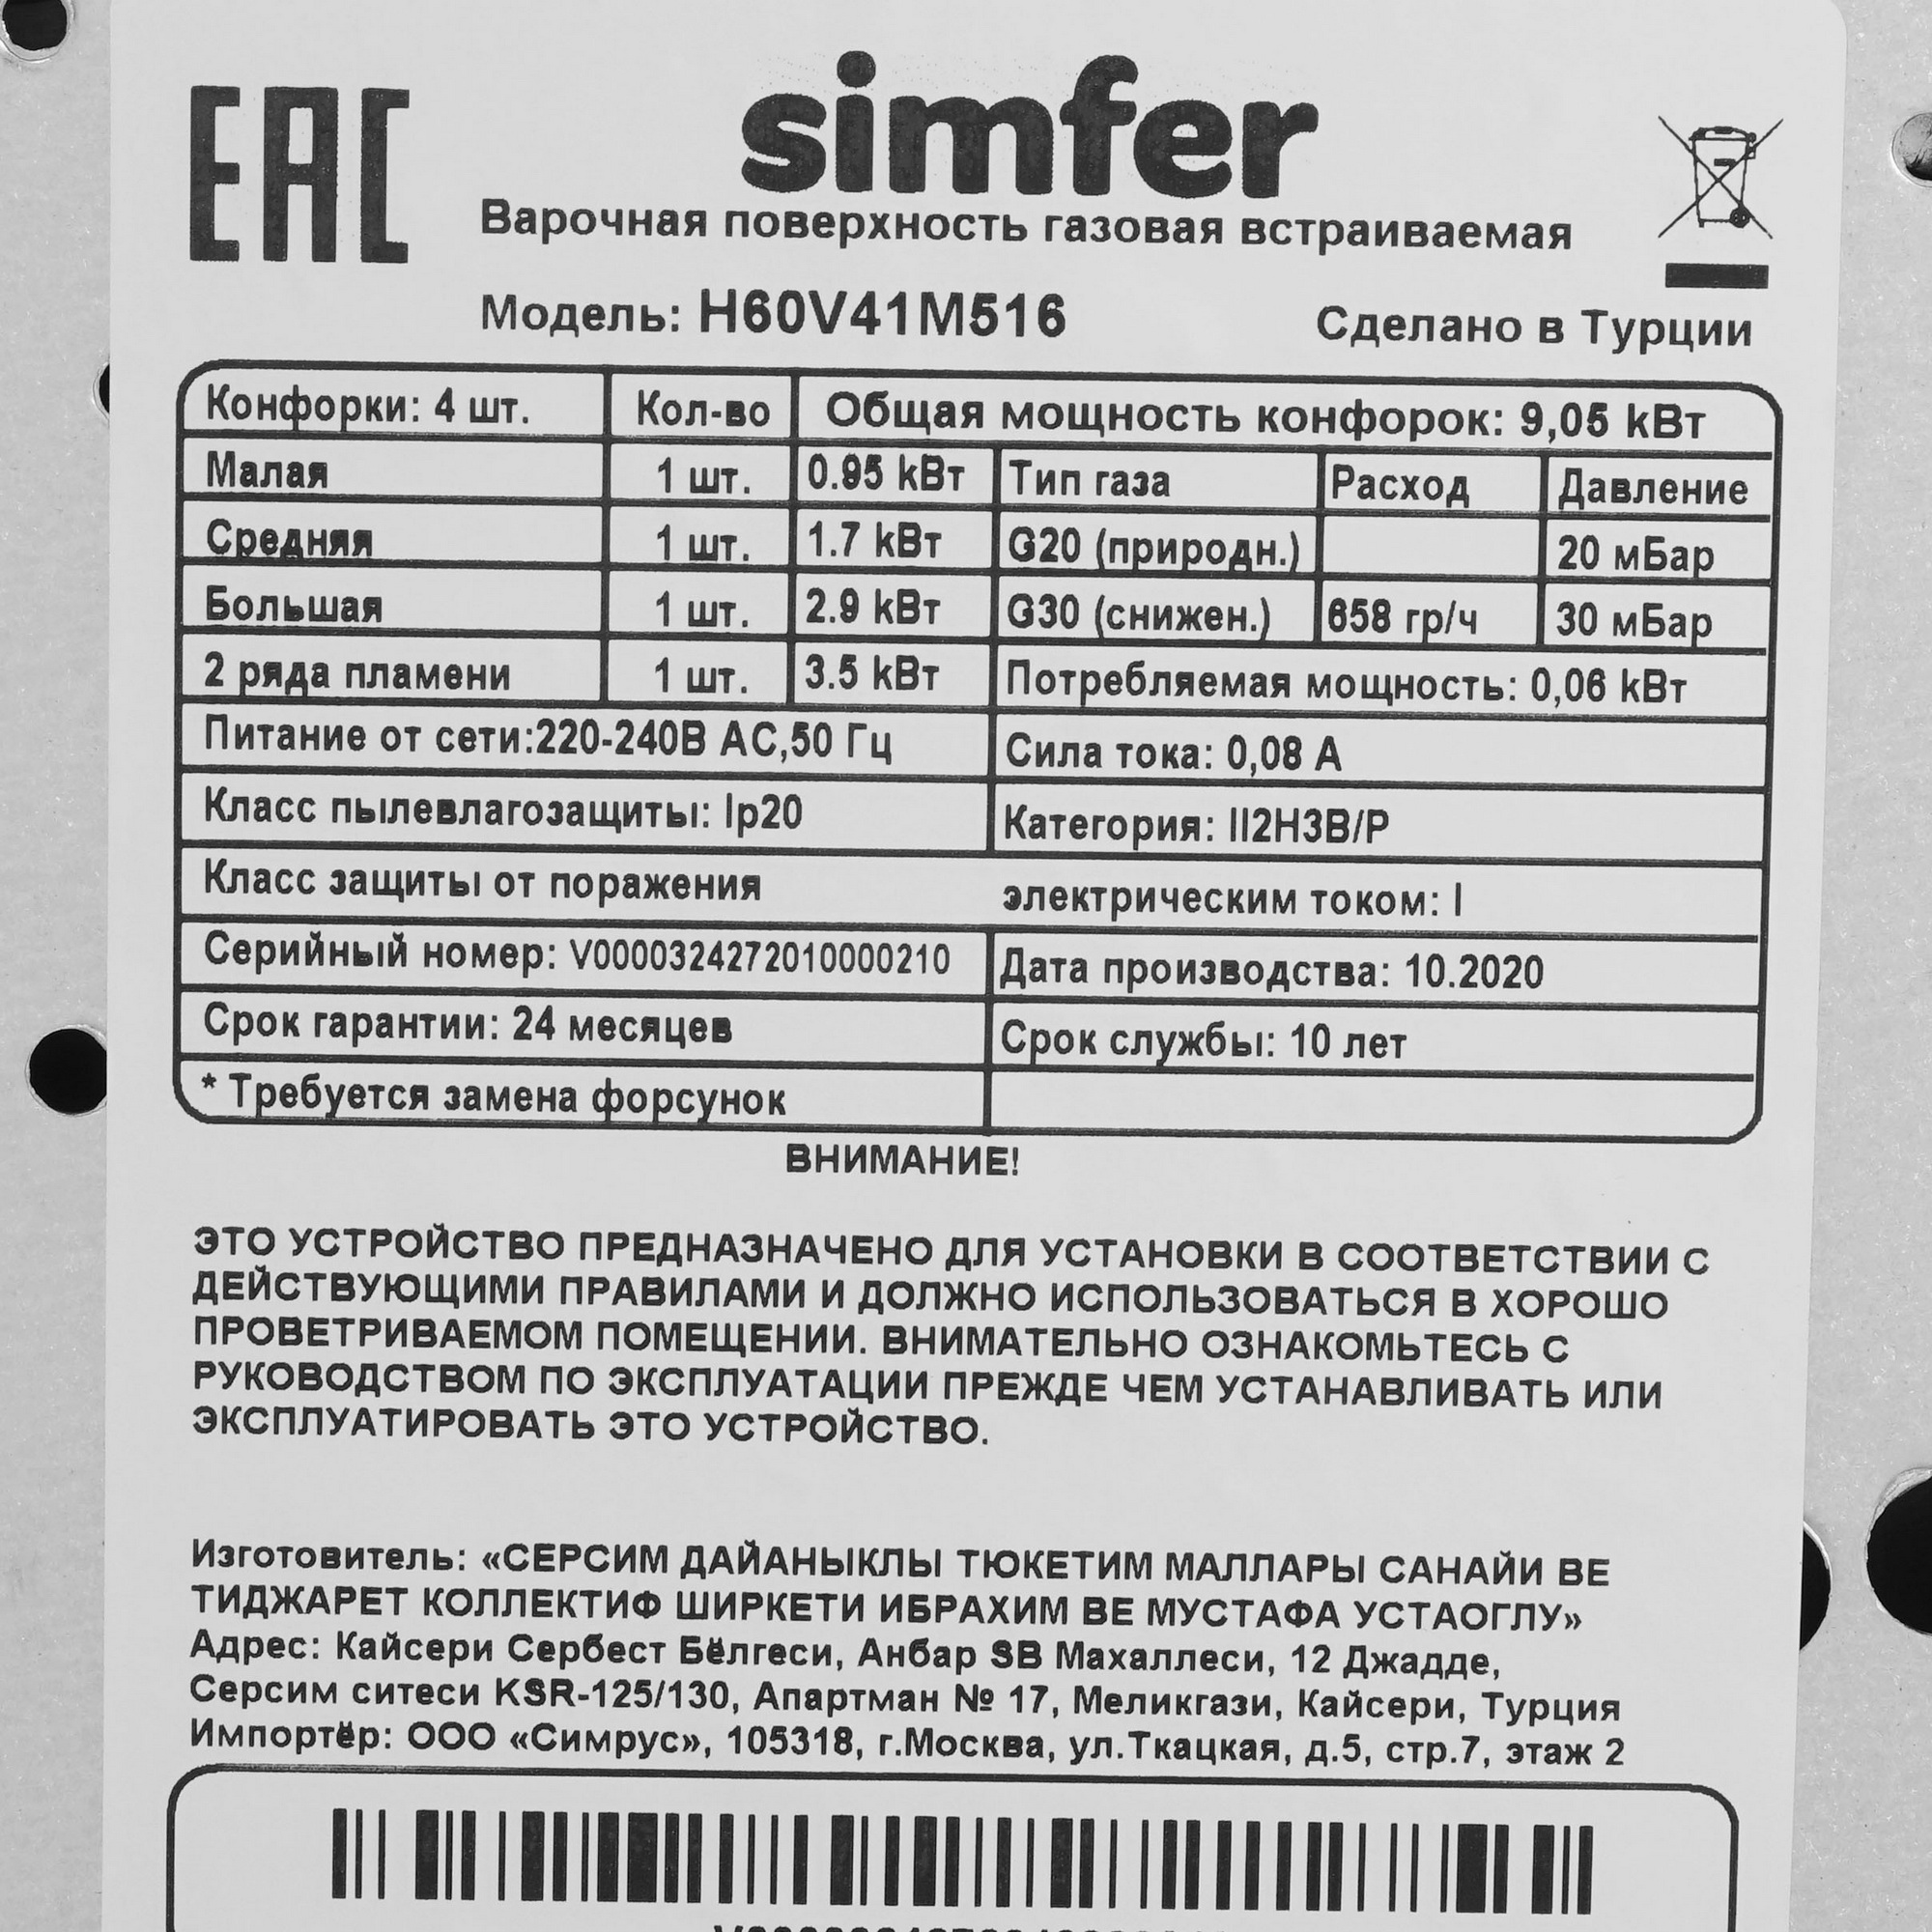 EAC
simfer
Варочная поверхность газовая встраиваемая
Модель: H60V41M516
Сделано в Турции
Конфорки: 4 шт. Кол-во Общая мощность конфорок: 9,05 kВт
Малая 1 шт. 0.95 kВт Тип газа Расход Давление
Средняя 1 шт. 1.7 kВт G20 (природн.) 20 мБар
Большая 1 шт. 2.9 kВт G30 (снижен.) 658 гр/ч 30 мБар
2 ряда пламени 1 шт. 3.5 kВт Потребляемая мощность: 0,06 kВт
Питание от сети:220-240В AC,50 Гц Сила тока: 0,08 А
Класс пылевлагозащиты: Ip20 Категория: II2H3B/P
Класс защиты от поражения электрическим током: I
Серийный номер: V0000324272010000210 Дата производства: 10.2020
Срок гарантии: 24 месяцев Срок службы: 10 лет
* Требуется замена форсунок
ВНИМАНИЕ!
ЭТО УСТРОЙСТВО ПРЕДНАЗНАЧЕНО ДЛЯ УСТАНОВКИ В СООТВЕТСТВИИ С
ДЕЙСТВУЮЩИМИ ПРАВИЛАМИ И ДОЛЖНО ИСПОЛЬЗОВАТЬСЯ В ХОРОШО
ПРОВЕТРИВАЕМОМ ПОМЕЩЕНИИ. ВНИМАТЕЛЬНО ОЗНАКОМЬТЕСЬ С
РУКОВОДСТВОМ ПО ЭКСПЛУАТАЦИИ ПРЕЖДЕ ЧЕМ УСТАНАВЛИВАТЬ ИЛИ
ЭКСПЛУАТИРОВАТЬ ЭТО УСТРОЙСТВО.
Изготовитель: «СЕРСИМ ДАЙАНЫКЛЫ ТЮКЕТИМ МАЛЛАРЫ САНАЙИ ВЕ
ТИДЖАРЕТ КОЛЛЕКТИФ ШИРКЕТИ ИБРАХИМ ВЕ МУСТАФА УСТАОГЛУ»
Адрес: Кайсери Сербест Бёлгеси, Анбар SB Махаллеси, 12 Джадде,
Серсим ситеси KSR-125/130, Апартман № 17, Меликгази, Кайсери, Турция
Импортёр: ООО «Симрус», 105318, г.Москва, ул.Ткацкая, д.5, стр.7, этаж 2